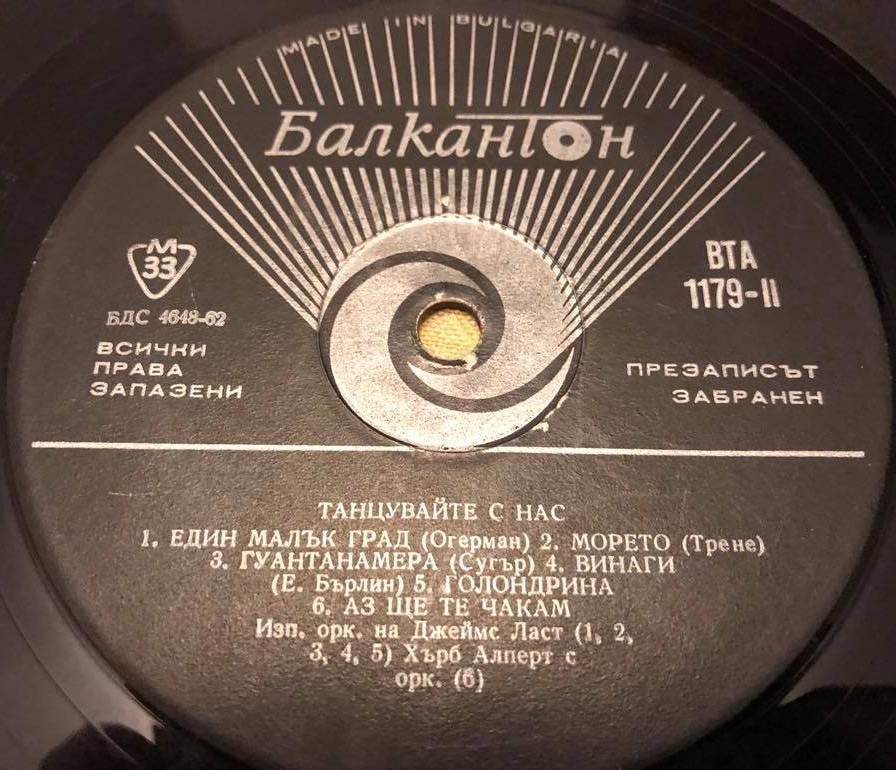 MADE IN BULGARIA
Балкантон
М
33
БДС 4648-62
ВСИЧКИ
ПРАВА
ЗАПАЗЕНИ
ВТА
1179-II
ПРЕЗАПИСЪТ
ЗАБРАНЕН
ТАНЦУВАЙТЕ С НАС
1. ЕДИН МАЛЪК ГРАД (Огерман) 2. МОРЕТО (Трене)
3. ГУАНТАНАМЕРА (Сугър) 4. ВИНАГИ
(Е. Бърлин) 5. ГОЛОНДРИНА
6. АЗ ЩЕ ТЕ ЧАКАМ
Изп. орк. на Джеймс Ласт (1, 2,
3, 4, 5) Хърб Алперт с
орк. (6)